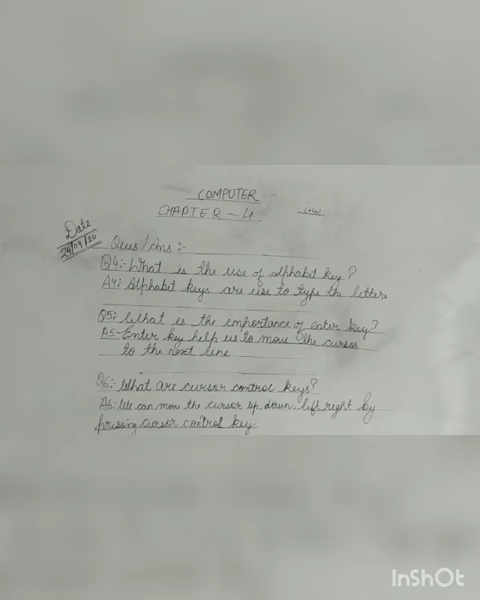 COMPUTER
CHAPTER - 4
C.W
Date
29/09/20
Ques/Ans :-
Q4:- What is the use of alphabet key?
A4: Alphabet keys are use to type the letters
Q5: What is the importance of enter key?
A5- Enter key help us to move the cursor
to the next line
Q6: What are cursor control keys?
A6: We can move the cursor up, down, left, right by
pressing cursor control key
InShOt